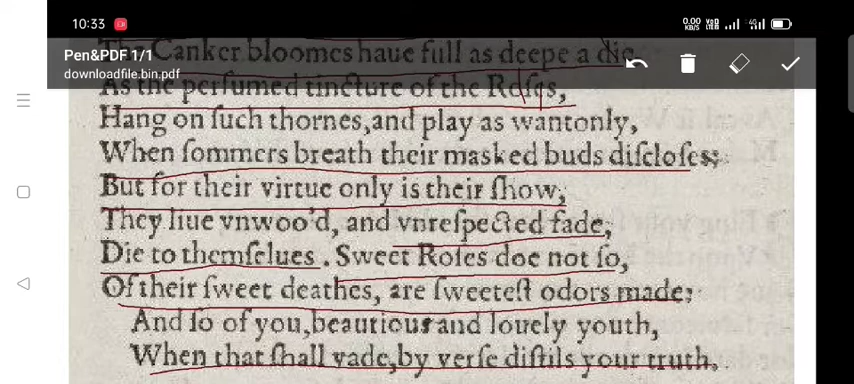 10:33
0.00 KB/S
4G
Pen&PDF 1/1
downloadfile.bin.pdf
The Canker bloomes haue full as deepe a die,
As the perfumed tincture of the Roſes,
Hang on ſuch thornes,and play as wantonly,
When ſommers breath their masked buds diſcloſes:
But for their virtue only is their ſhow,
They liue vnwoo'd, and vnreſpected fade,
Die to themſelues . Sweet Roſes doe not ſo,
Of their ſweet deathes, are ſweeteſt odors made:
And ſo of you,beautious and louely youth,
When that ſhall vade,by verſe diſtils your truth.